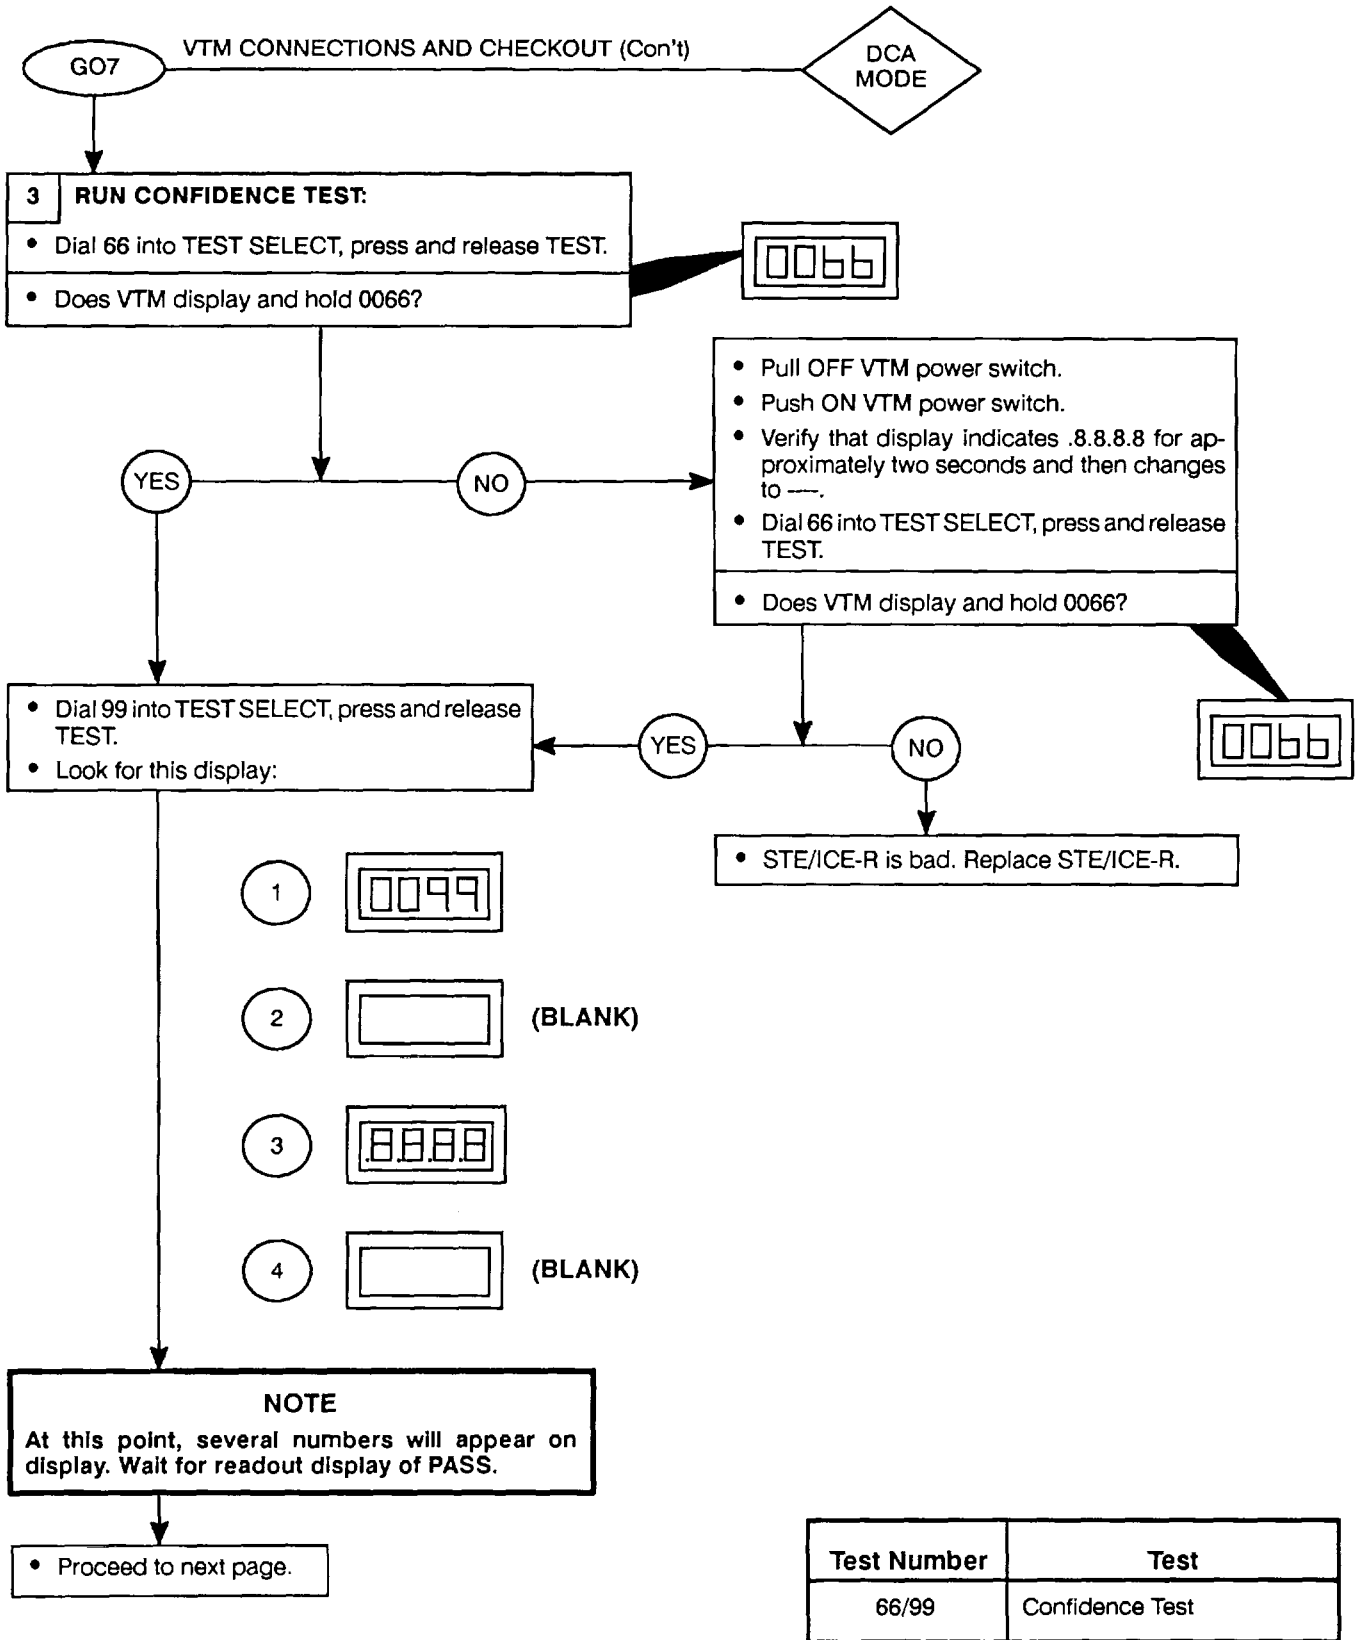 GO7
VTM CONNECTIONS AND CHECKOUT (Con't)
DCA
MODE
3 RUN CONFIDENCE TEST:
• Dial 66 into TEST SELECT, press and release TEST.
• Does VTM display and hold 0066?
0066
• Pull OFF VTM power switch.
• Push ON VTM power switch.
• Verify that display indicates .8.8.8.8 for ap-
proximately two seconds and then changes
to —.
• Dial 66 into TEST SELECT, press and release
TEST.
• Does VTM display and hold 0066?
YES
NO
0066
• Dial 99 into TEST SELECT, press and release
TEST.
• Look for this display:
YES
NO
• STE/ICE-R is bad. Replace STE/ICE-R.
1 0099
2 (BLANK)
3 .8.8.8.8
4 (BLANK)
NOTE
At this point, several numbers will appear on
display. Wait for readout display of PASS.
• Proceed to next page.
Test Number Test
66/99 Confidence Test